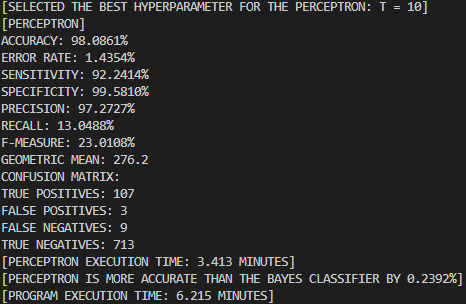 [SELECTED THE BEST HYPERPARAMETER FOR THE PERCEPTRON: T = 10]
[PERCEPTRON]
ACCURACY: 98.0861%
ERROR RATE: 1.4354%
SENSITIVITY: 92.2414%
SPECIFICITY: 99.5810%
PRECISION: 97.2727%
RECALL: 13.0488%
F-MEASURE: 23.0108%
GEOMETRIC MEAN: 276.2
CONFUSION MATRIX:
TRUE POSITIVES: 107
FALSE POSITIVES: 3
FALSE NEGATIVES: 9
TRUE NEGATIVES: 713
[PERCEPTRON EXECUTION TIME: 3.413 MINUTES]
[PERCEPTRON IS MORE ACCURATE THAN THE BAYES CLASSIFIER BY 0.2392%]
[PROGRAM EXECUTION TIME: 6.215 MINUTES]